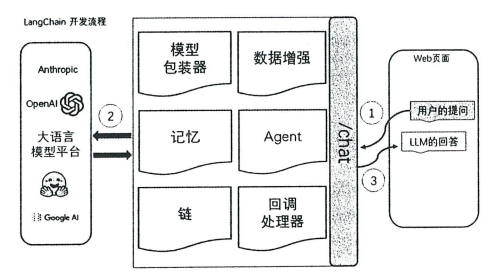 LangChain 开发流程
Anthropic
OpenAI
大语言
模型平台
Google AI
2
模型
包装器
数据增强
记忆
Agent
链
回调
处理器
/chat
1
3
Web页面
用户的提问
LLM的回答